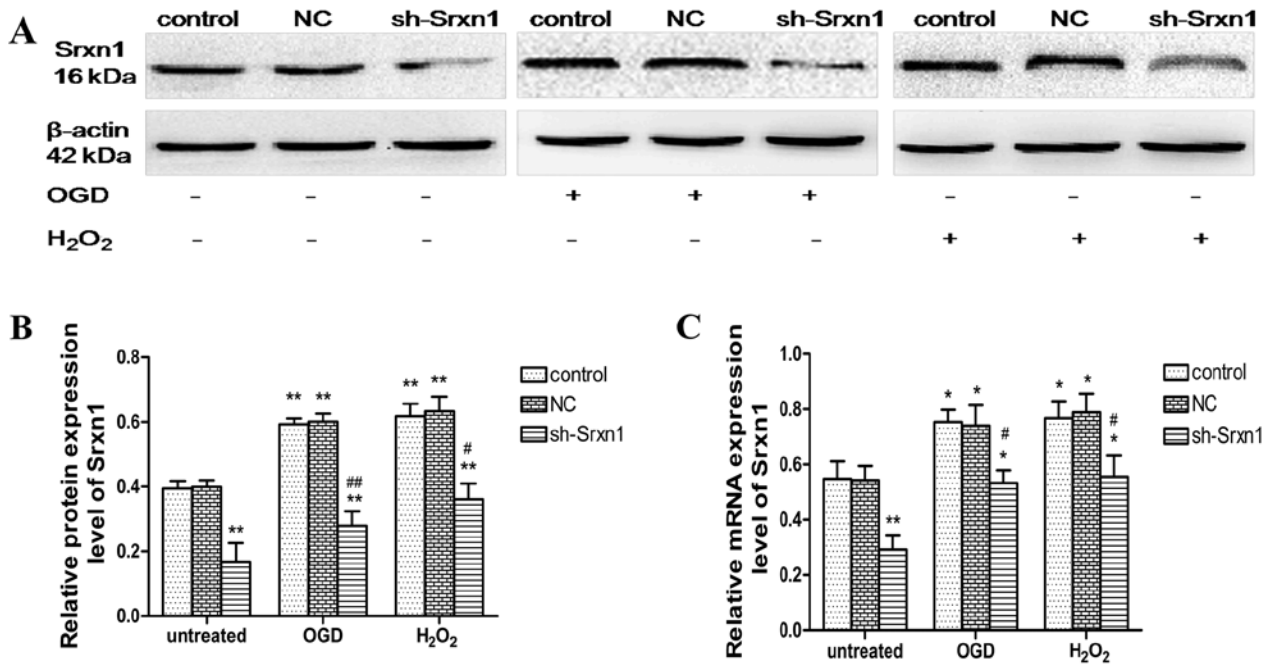 A
control NC sh-Srxn1 control NC sh-Srxn1 control NC sh-Srxn1
Srxn1
16 kDa
β-actin
42 kDa
OGD – – – + + + – – –
H₂O₂ – – – – – – + + +
B
Relative protein expression
level of Srxn1
0.8
0.6
0.4
0.2
0.0
** ** ** ** **
## **
# **
untreated OGD H₂O₂
control
NC
sh-Srxn1
C
Relative mRNA expression
level of Srxn1
1.0
0.8
0.6
0.4
0.2
0.0
** * * * *
# *
# *
untreated OGD H₂O₂
control
NC
sh-Srxn1